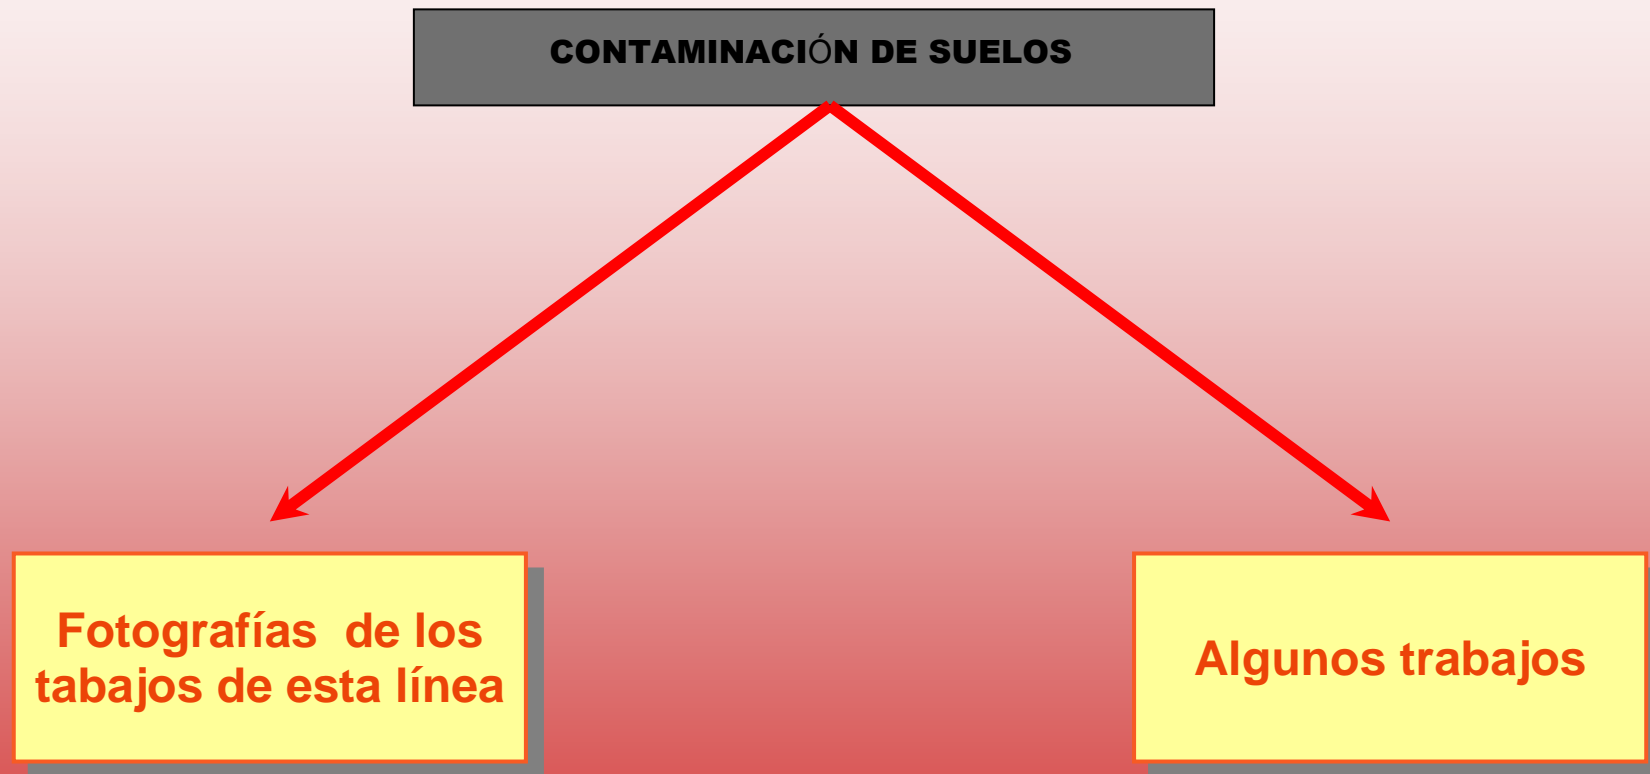 CONTAMINACIÓN DE SUELOS
Fotografías  de los
tabajos de esta línea
Algunos trabajos